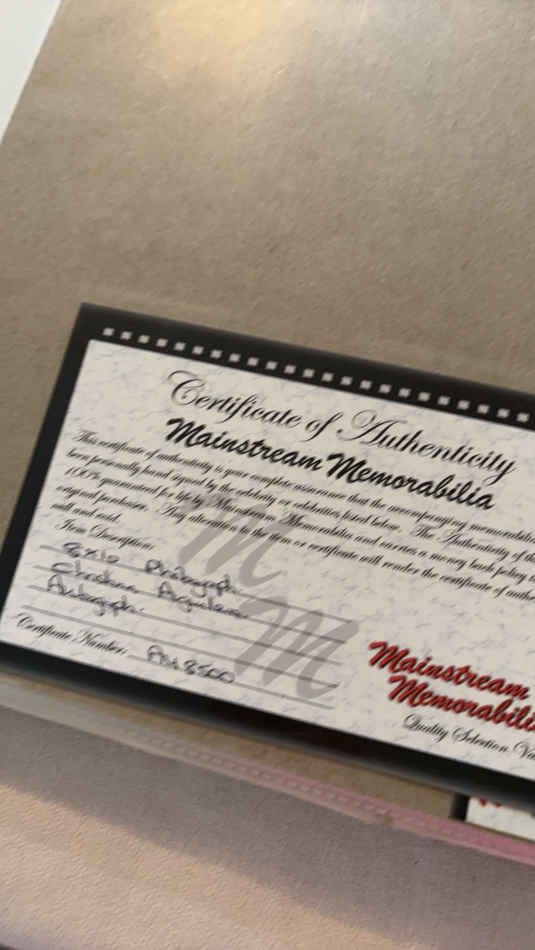 Certificate of Authenticity
Mainstream Memorabilia
This certificate of authenticity is your complete assurance that the accompanying memorabilia
been personally hand signed by the celebrity or celebrities listed below. The Authenticity of th
100% guaranteed for life by Mainstream Memorabilia and carries a money back policy to
original purchaser. Any alteration to the item or certificate will render the certificate of authe
null and void.
Item Description:
8x10 Photograph.
Christina Aguilera
Autograph.
Certificate Number:
Mainstream
Memorabilia
Quality Selection, Va